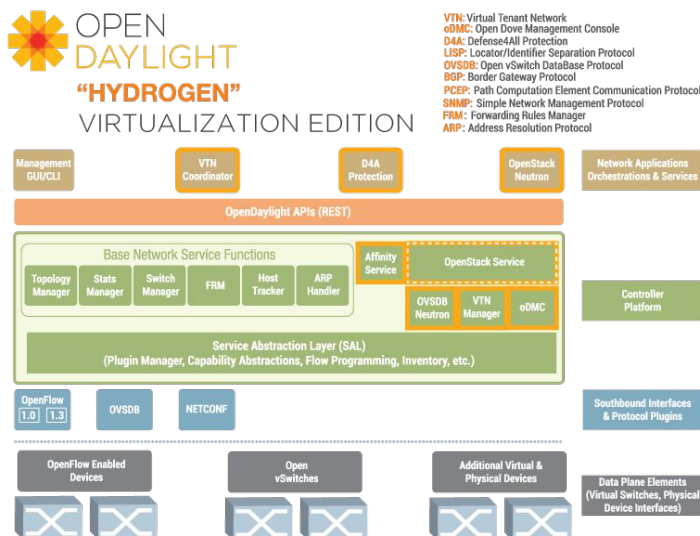 OPEN
DAYLIGHT
"HYDROGEN"
VIRTUALIZATION EDITION
VTN: Virtual Tenant Network
oDMC: Open Dove Management Console
D4A: Defense4All Protection
LISP: Locator/Identifier Separation Protocol
OVSDB: Open vSwitch DataBase Protocol
BGP: Border Gateway Protocol
PCEP: Path Computation Element Communication Protocol
SNMP: Simple Network Management Protocol
FRM: Forwarding Rules Manager
ARP: Address Resolution Protocol
Management
GUI/CLI
VTN
Coordinator
D4A
Protection
OpenStack
Neutron
Network Applications
Orchestrations & Services
OpenDaylight APIs (REST)
Base Network Service Functions
Topology
Manager
Stats
Manager
Switch
Manager
FRM
Host
Tracker
ARP
Handler
Affinity
Service
OpenStack Service
OVSDB
Neutron
VTN
Manager
oDMC
Controller
Platform
Service Abstraction Layer (SAL)
(Plugin Manager, Capability Abstractions, Flow Programming, Inventory, etc.)
OpenFlow
1.0 1.3
OVSDB
NETCONF
Southbound Interfaces
& Protocol Plugins
OpenFlow Enabled
Devices
Open
vSwitches
Additional Virtual &
Physical Devices
Data Plane Elements
(Virtual Switches, Physical
Device Interfaces)